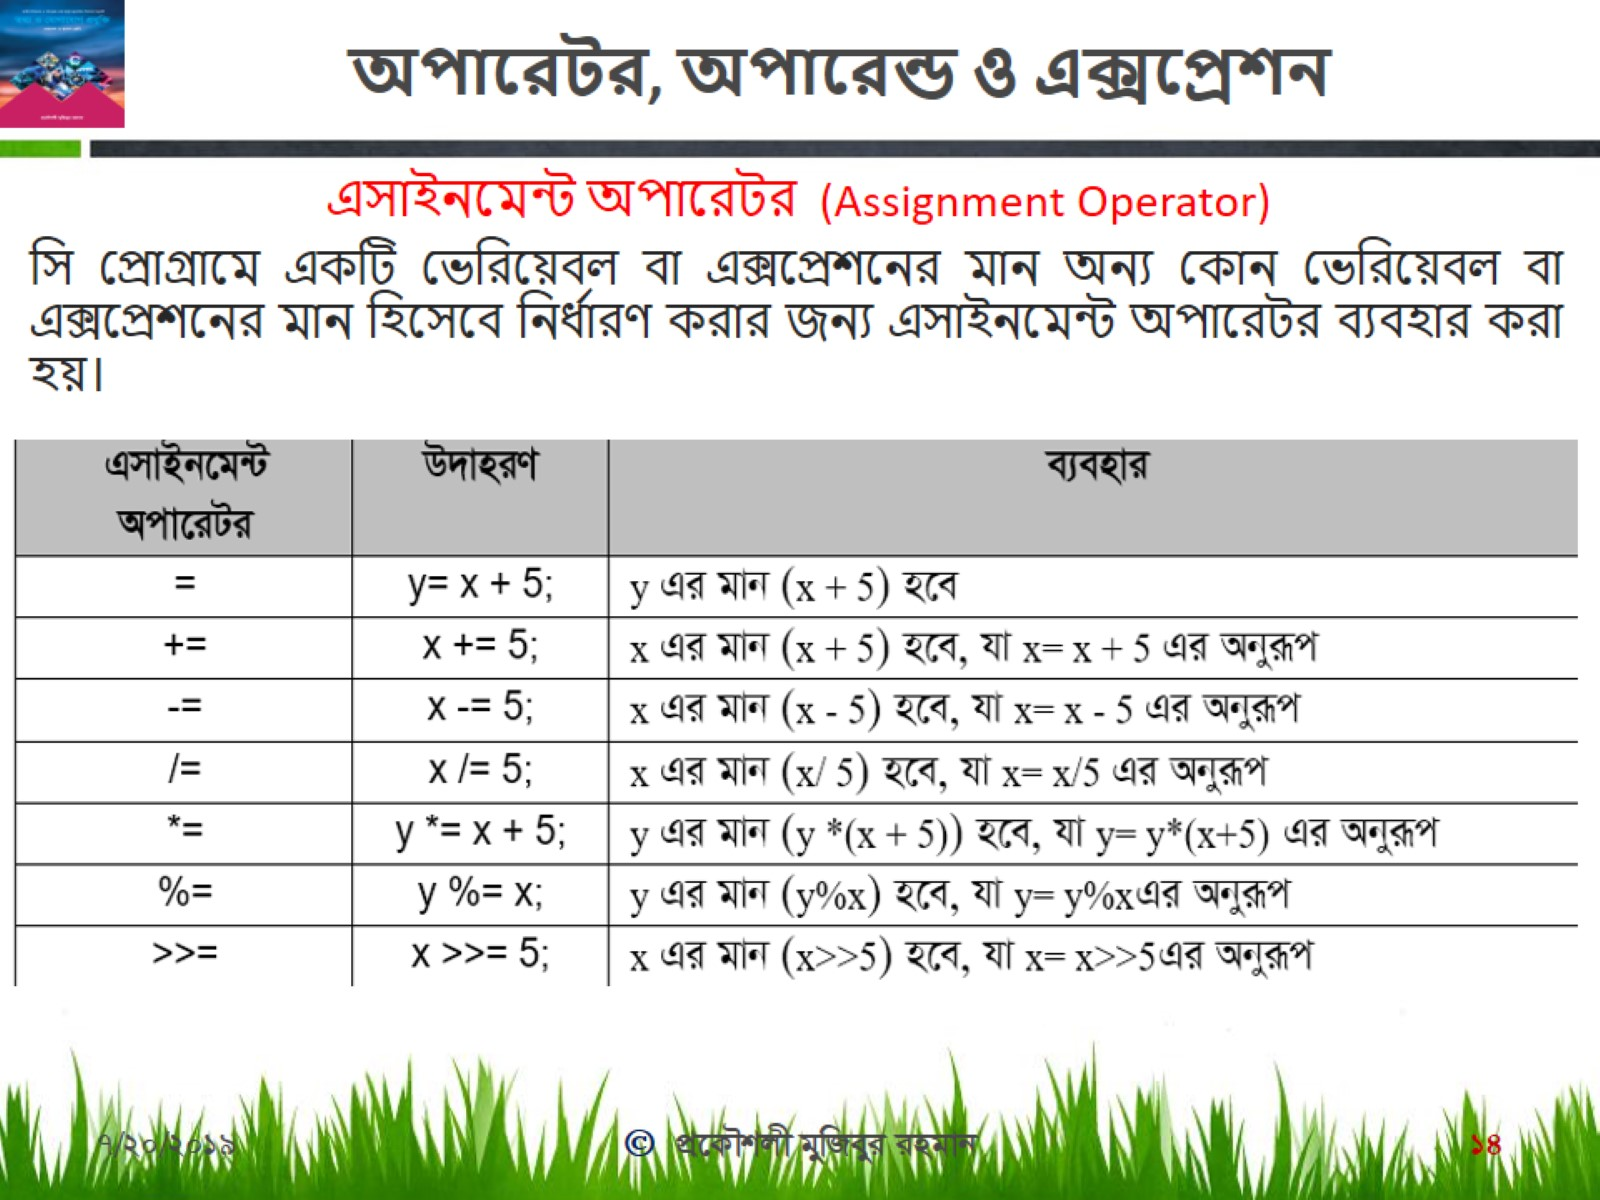 অপারেটর, অপারেন্ড ও এক্সপ্রেশন
এসাইনমেন্ট অপারেটর (Assignment Operator)
সি প্রোগ্রামে একটি ভেরিয়েবল বা এক্সপ্রেশনের মান অন্য কোন ভেরিয়েবল বা
এক্সপ্রেশনের মান হিসেবে নির্ধারণ করার জন্য এসাইনমেন্ট অপারেটর ব্যবহার করা
হয়।
এসাইনমেন্ট অপারেটর উদাহরণ ব্যবহার
= y= x + 5; y এর মান (x + 5) হবে
+= x += 5; x এর মান (x + 5) হবে, যা x= x + 5 এর অনুরূপ
-= x -= 5; x এর মান (x - 5) হবে, যা x= x - 5 এর অনুরূপ
/= x /= 5; x এর মান (x/ 5) হবে, যা x= x/5 এর অনুরূপ
*= y *= x + 5; y এর মান (y *(x + 5)) হবে, যা y= y*(x+5) এর অনুরূপ
%= y %= x; y এর মান (y%x) হবে, যা y= y%xএর অনুরূপ
>>= x >>= 5; x এর মান (x>>5) হবে, যা x= x>>5এর অনুরূপ
৭/২০/২০১৯ © প্রকৌশলী মুজিবুর রহমান ১৪